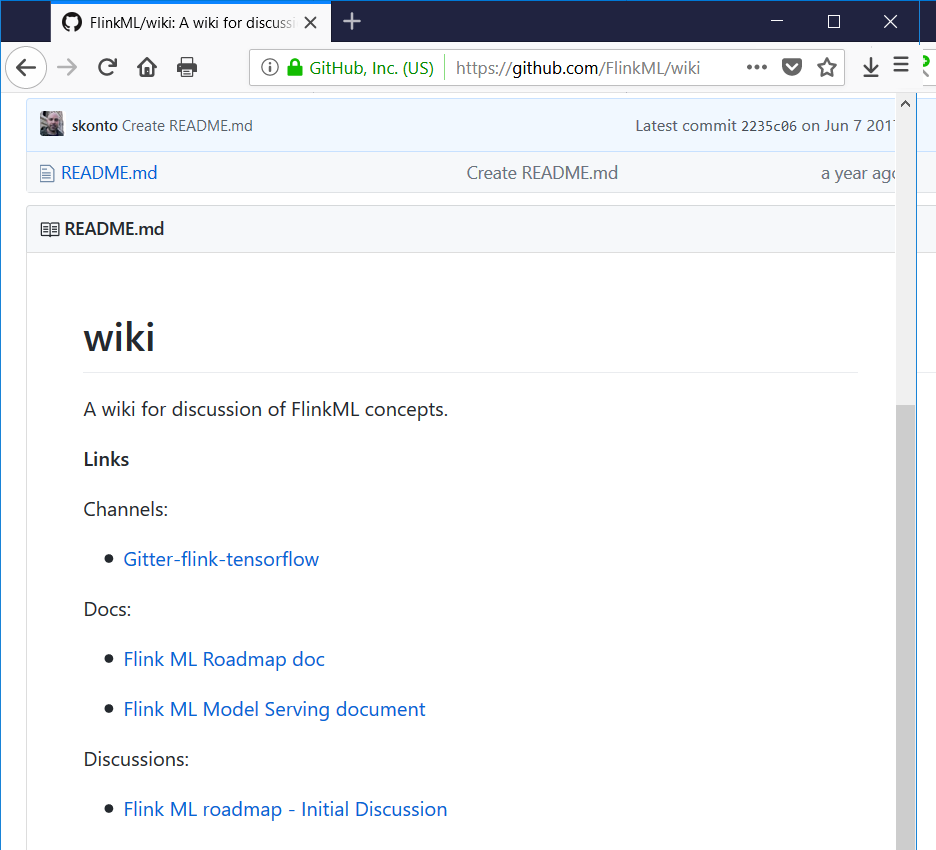 FlinkML/wiki: A wiki for discussi
GitHub, Inc. (US) https://github.com/FlinkML/wiki
skonto Create README.md Latest commit 2235c06 on Jun 7 201
README.md Create README.md a year ago
README.md
wiki
A wiki for discussion of FlinkML concepts.
Links
Channels:
Gitter-flink-tensorflow
Docs:
Flink ML Roadmap doc
Flink ML Model Serving document
Discussions:
Flink ML roadmap - Initial Discussion